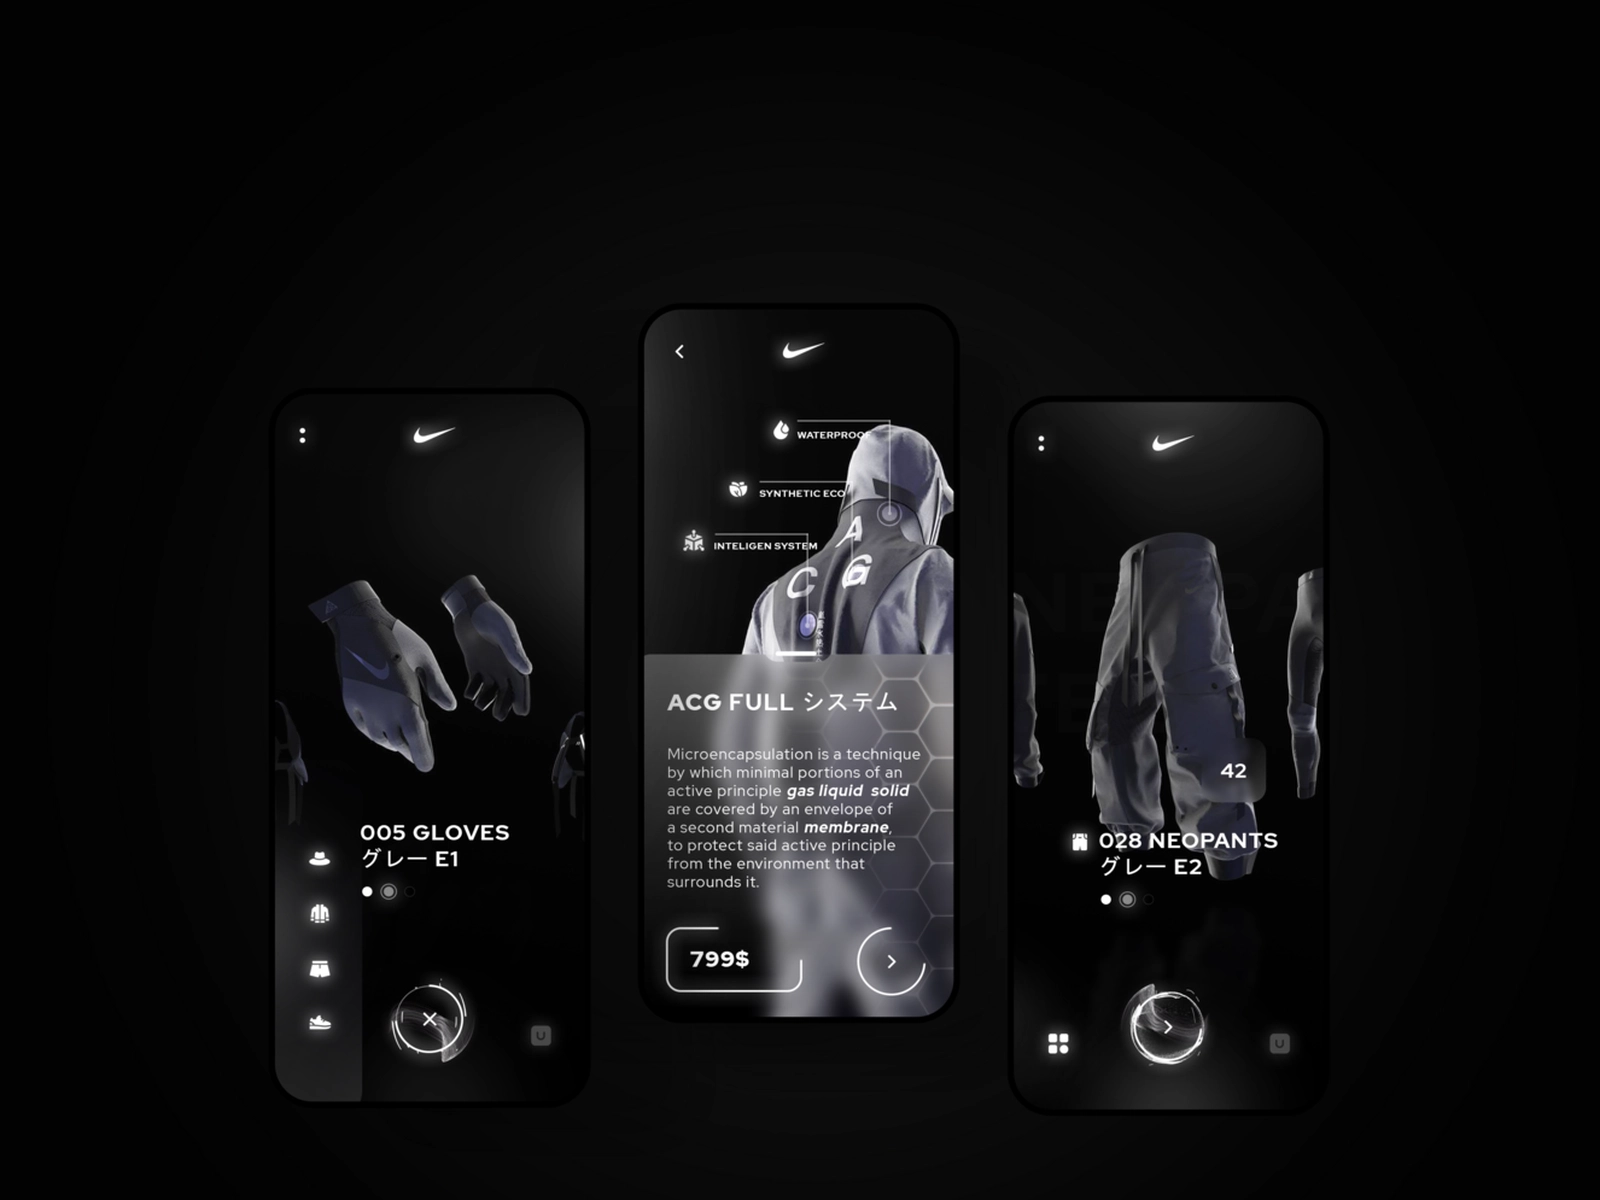 005 GLOVES
グレー E1
WATERPROOF
SYNTHETIC ECO
INTELIGEN SYSTEM
A
C G
ACG FULL システム
Microencapsulation is a technique
by which minimal portions of an
active principle gas liquid solid
are covered by an envelope of
a second material membrane,
to protect said active principle
from the environment that
surrounds it.
799$
42
028 NEOPANTS
グレー E2